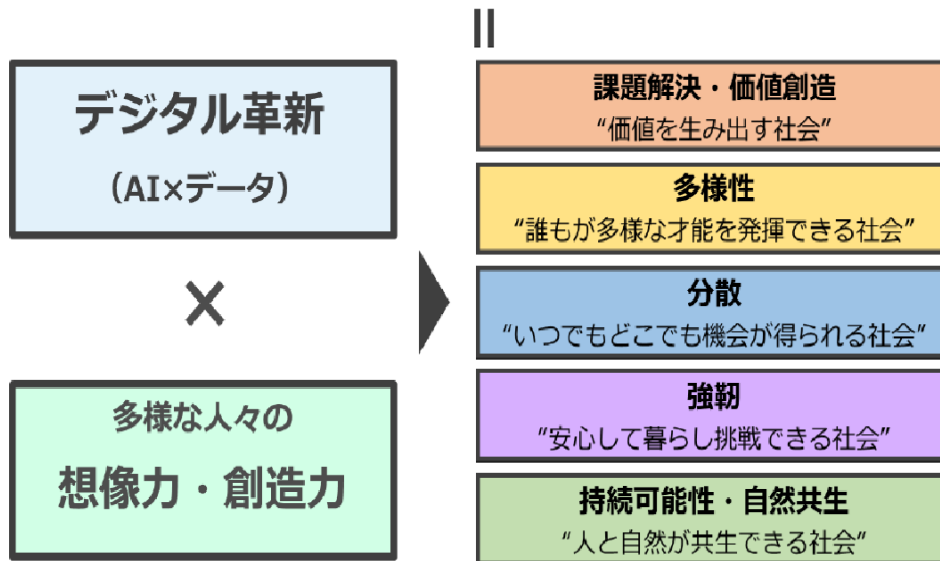 デジタル革新
(AI×データ)
×
多様な人々の
想像力・創造力
課題解決・価値創造
“価値を生み出す社会”
多様性
“誰もが多様な才能を発揮できる社会”
分散
“いつでもどこでも機会が得られる社会”
強靭
“安心して暮らし挑戦できる社会”
持続可能性・自然共生
“人と自然が共生できる社会”